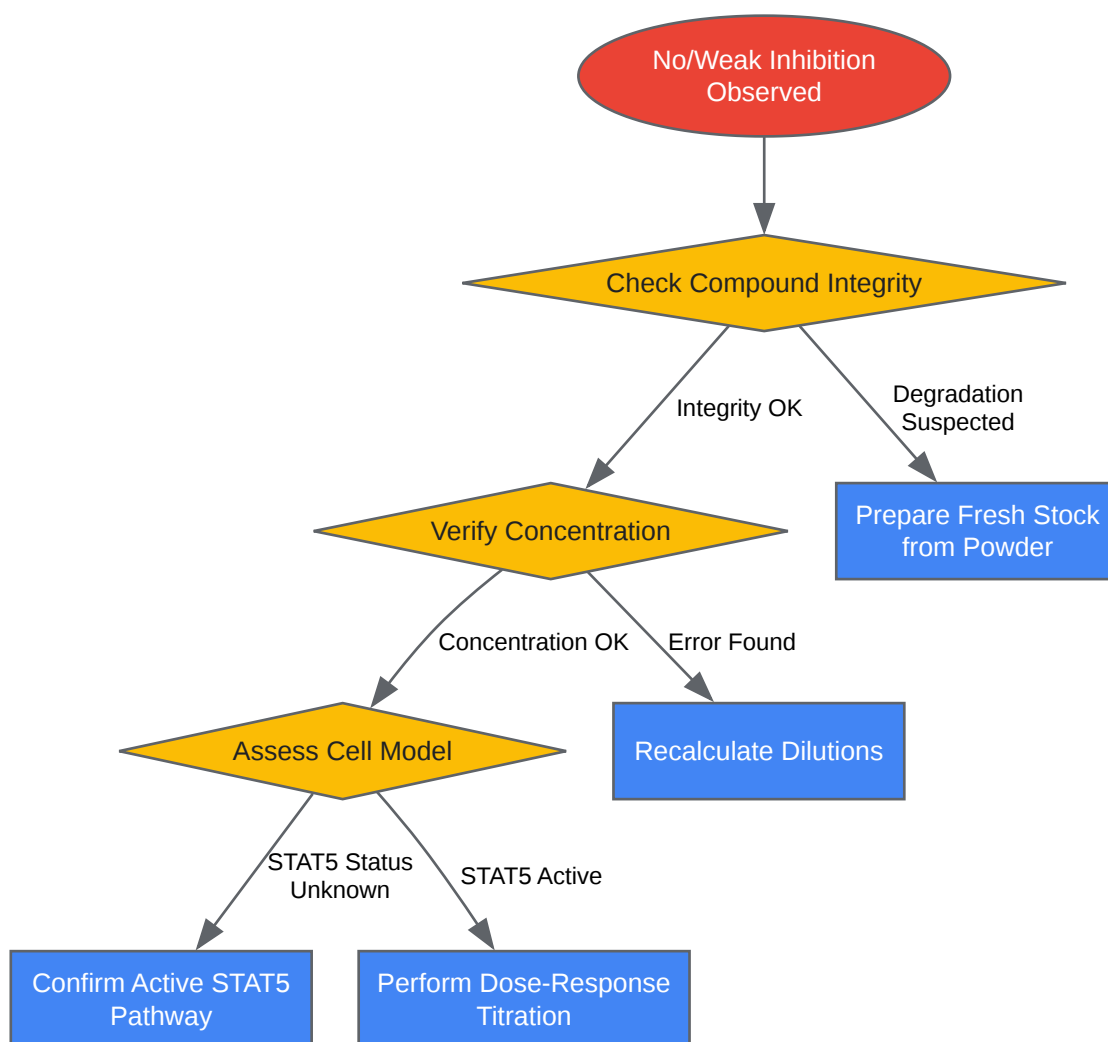 No/Weak Inhibition
Observed
Check Compound Integrity
Integrity OK
Degradation
Suspected
Verify Concentration
Prepare Fresh Stock
from Powder
Concentration OK
Error Found
Assess Cell Model
Recalculate Dilutions
STAT5 Status
Unknown
STAT5 Active
Confirm Active STAT5
Pathway
Perform Dose-Response
Titration